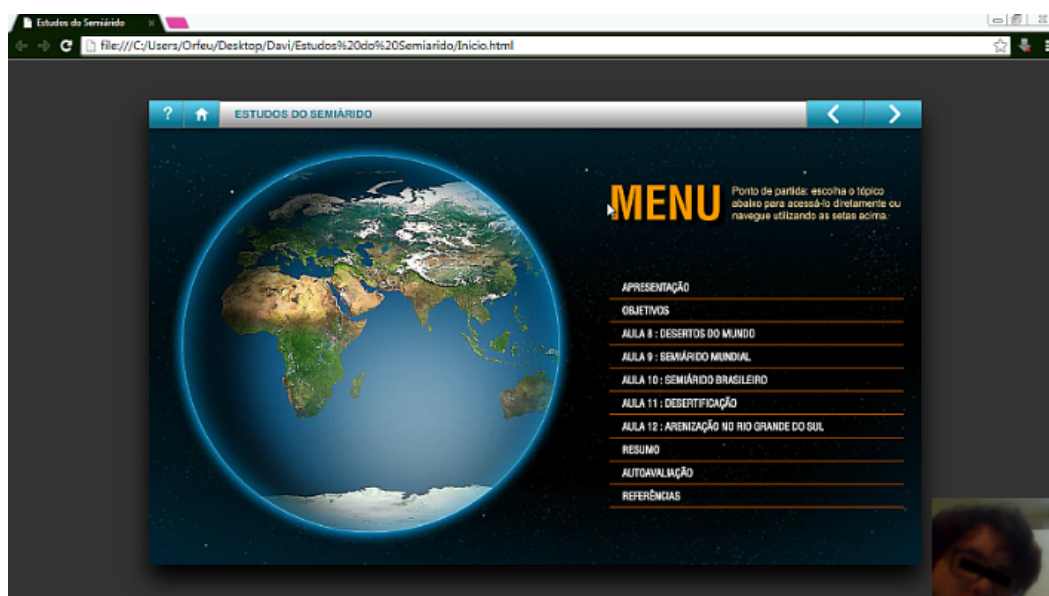 Estudos do Semiárido
file:///C:/Users/Orfeu/Desktop/Davi/Estudos%20do%20Semiarido/Inicio.html
? ESTUDOS DO SEMIÁRIDO
MENU
Ponto de partida: escolha o tópico
abaixo para acessá-lo diretamente ou
navegue utilizando as setas acima.
APRESENTAÇÃO
OBJETIVOS
AULA 8 : DESERTOS DO MUNDO
AULA 9 : SEMIÁRIDO MUNDIAL
AULA 10 : SEMIÁRIDO BRASILEIRO
AULA 11 : DESERTIFICAÇÃO
AULA 12 : ARENIZAÇÃO NO RIO GRANDE DO SUL
RESUMO
AUTOAVALIAÇÃO
REFERÊNCIAS